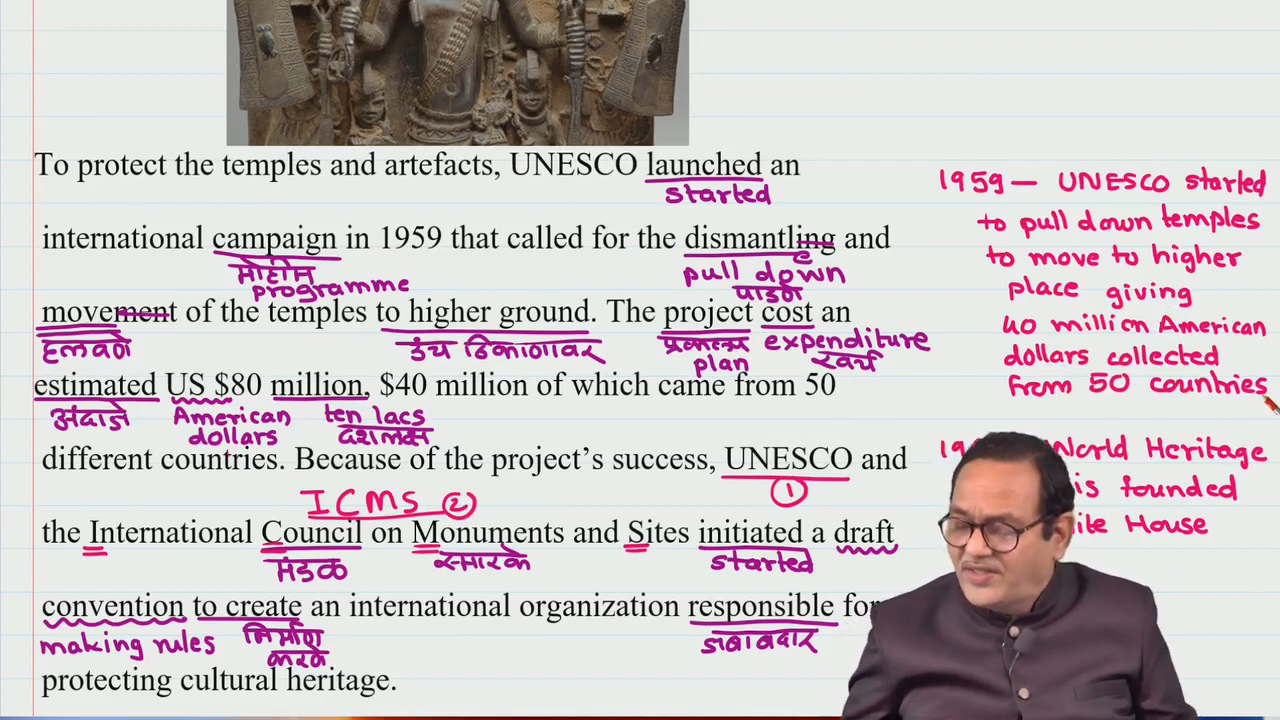 To protect the temples and artefacts, UNESCO launched an
started
international campaign in 1959 that called for the dismantling and
मोहीम
programme
e
pull down
पाडणे
movement of the temples to higher ground. The project cost an
हलवणे
उंच ठिकाणावर
प्रकल्प
plan
expenditure
खर्च
estimated US $80 million, $40 million of which came from 50
अंदाजे
American
dollars
ten lacs
दशलक्ष
different countries. Because of the project's success, UNESCO and
1
ICMS 2
the International Council on Monuments and Sites initiated a draft
मंडळ
स्मारके
started
convention to create an international organization responsible for
making rules
निर्माण
करणे
जबाबदार
protecting cultural heritage.
1959 — UNESCO started
to pull down temples
to move to higher
place giving
40 million American
dollars collected
from 50 countries
World Heritage
is founded
House